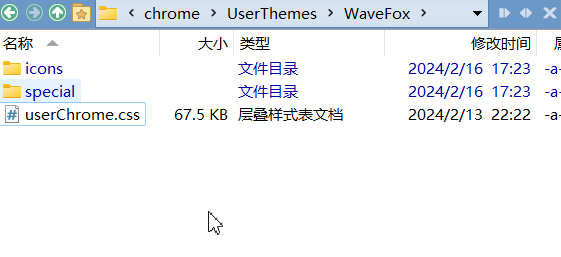 chrome UserThemes WaveFox
名称 大小 类型 修改时间
icons 文件目录 2024/2/16 17:23 -a-
special 文件目录 2024/2/16 17:23 -a-
userChrome.css 67.5 KB 层叠样式表文档 2024/2/13 22:22 -a-